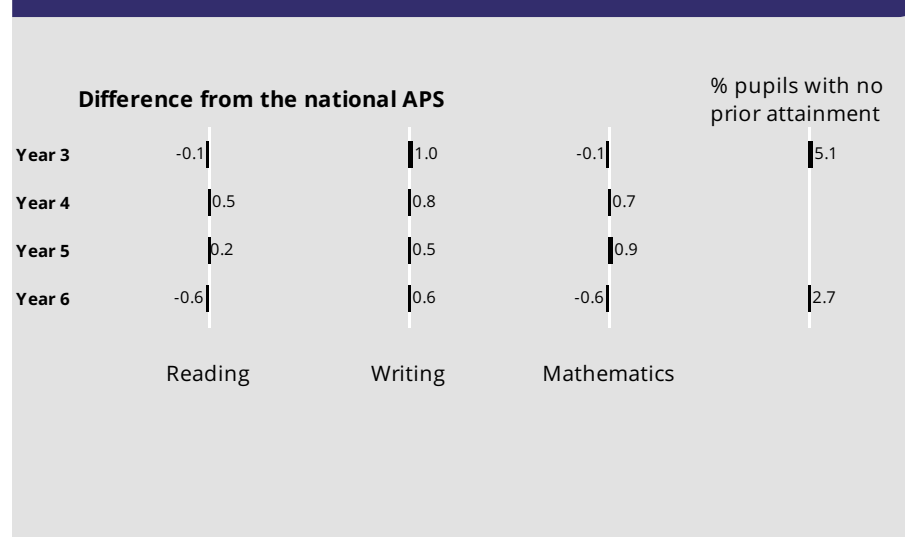 % pupils with no
prior attainment
Difference from the national APS
Year 3 -0.1 1.0 -0.1 5.1
Year 4 0.5 0.8 0.7
Year 5 0.2 0.5 0.9
Year 6 -0.6 0.6 -0.6 2.7
Reading Writing Mathematics